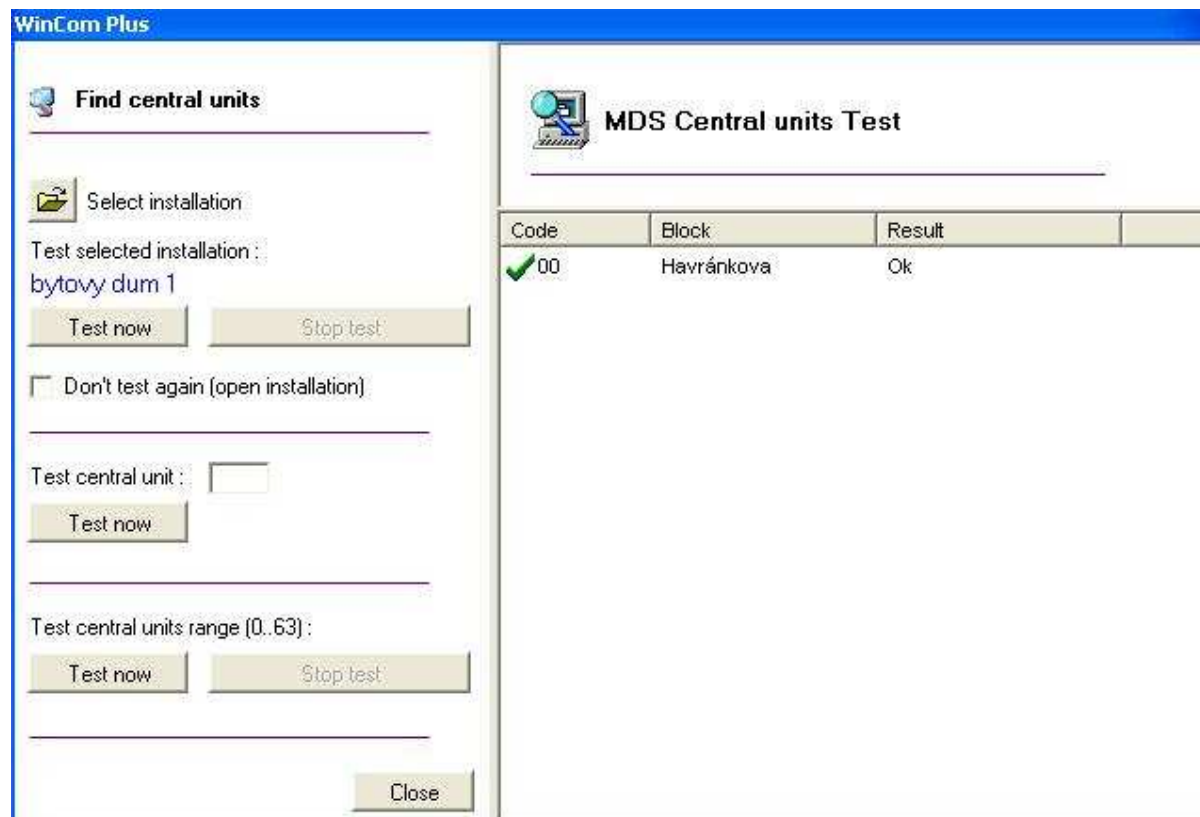 WinCom Plus
Find central units
Select installation
Test selected installation :
bytovy dum 1
Test now
Stop test
Don't test again (open installation)
Test central unit :
Test now
Test central units range (0..63) :
Test now
Stop test
Close
MDS Central units Test
Code Block Result
00 Havránkova Ok